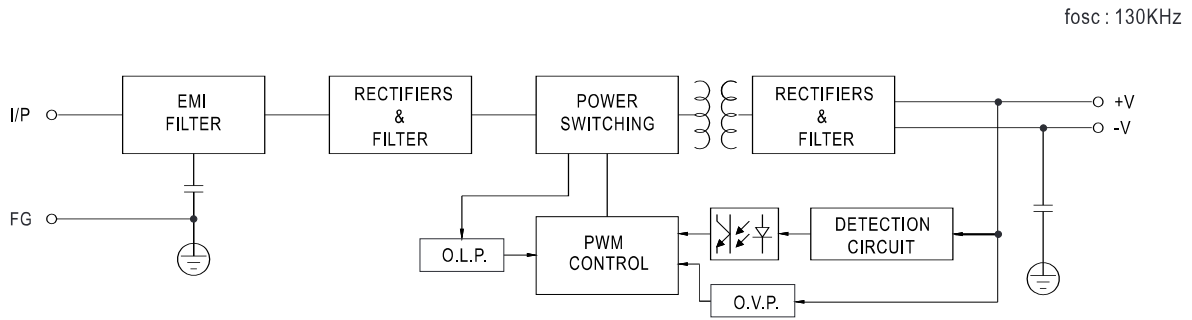 fosc : 130KHz
I/P
EMI
FILTER
RECTIFIERS
&
FILTER
POWER
SWITCHING
RECTIFIERS
&
FILTER
+V
-V
FG
O.L.P.
PWM
CONTROL
DETECTION
CIRCUIT
O.V.P.